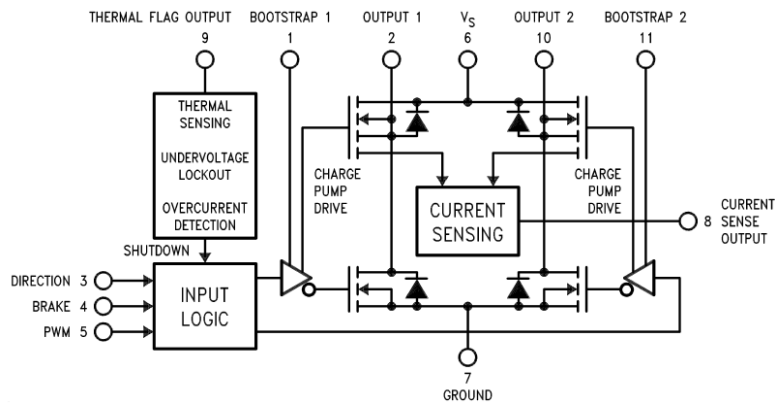 THERMAL FLAG OUTPUT
9
BOOTSTRAP 1
1
OUTPUT 1
2
VS
6
OUTPUT 2
10
BOOTSTRAP 2
11
THERMAL
SENSING
UNDERVOLTAGE
LOCKOUT
OVERCURRENT
DETECTION
SHUTDOWN
CHARGE
PUMP
DRIVE
CURRENT
SENSING
CHARGE
PUMP
DRIVE
8 CURRENT
SENSE
OUTPUT
DIRECTION 3
BRAKE 4
PWM 5
INPUT
LOGIC
7
GROUND